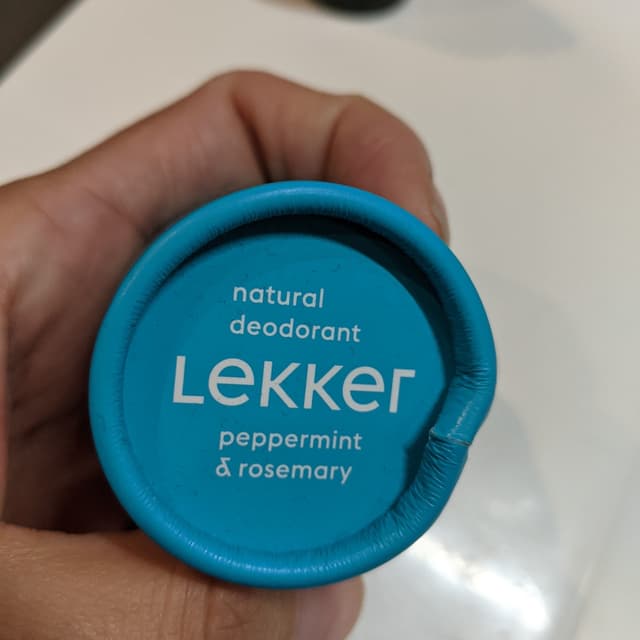 natural
deodorant
LeKKer
peppermint
& rosemary